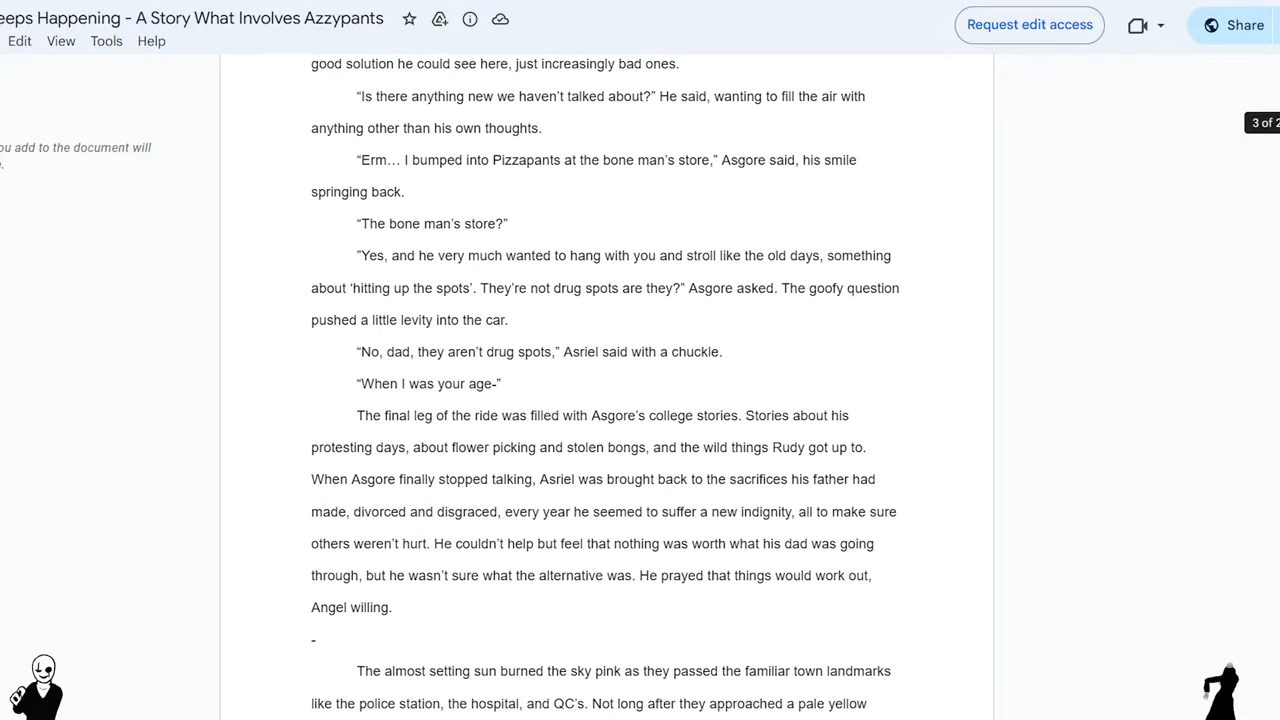 eeps Happening - A Story What Involves Azzypants
Request edit access
Share
Edit View Tools Help
good solution he could see here, just increasingly bad ones.
“Is there anything new we haven’t talked about?” He said, wanting to fill the air with
anything other than his own thoughts.
3 of 2
ou add to the document will
e.
“Erm… I bumped into Pizzapants at the bone man’s store,” Asgore said, his smile
springing back.
“The bone man’s store?”
”Yes, and he very much wanted to hang with you and stroll like the old days, something
about ‘hitting up the spots’. They’re not drug spots are they?” Asgore asked. The goofy question
pushed a little levity into the car.
“No, dad, they aren’t drug spots,” Asriel said with a chuckle.
“When I was your age-”
The final leg of the ride was filled with Asgore’s college stories. Stories about his
protesting days, about flower picking and stolen bongs, and the wild things Rudy got up to.
When Asgore finally stopped talking, Asriel was brought back to the sacrifices his father had
made, divorced and disgraced, every year he seemed to suffer a new indignity, all to make sure
others weren’t hurt. He couldn’t help but feel that nothing was worth what his dad was going
through, but he wasn’t sure what the alternative was. He prayed that things would work out,
Angel willing.
-
The almost setting sun burned the sky pink as they passed the familiar town landmarks
like the police station, the hospital, and QC’s. Not long after they approached a pale yellow